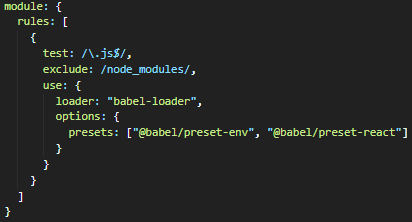 module: {
  rules: [
    {
      test: /\.js$/,
      exclude: /node_modules/,
      use: {
        loader: "babel-loader",
        options: {
          presets: ["@babel/preset-env", "@babel/preset-react"]
        }
      }
    }
  ]
}